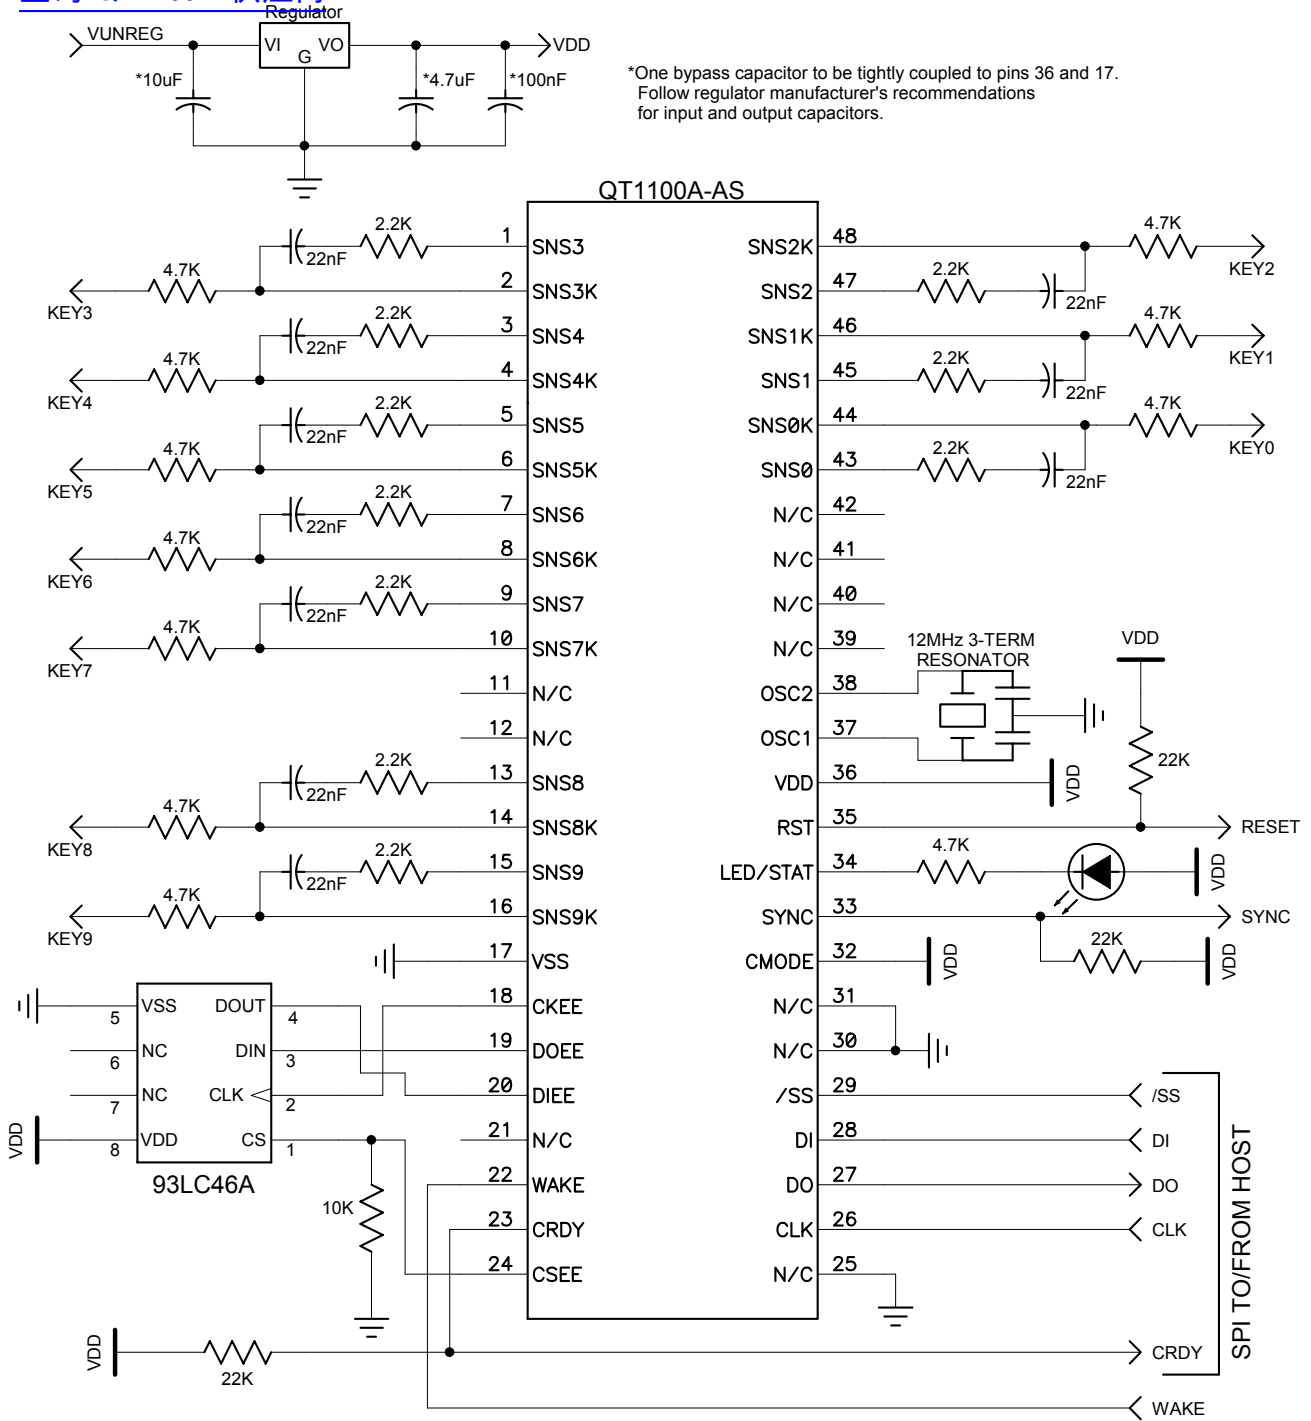 Regulator
VUNREG
VI
VO
G
VDD
*10uF
*4.7uF
*100nF
*One bypass capacitor to be tightly coupled to pins 36 and 17.
Follow regulator manufacturer's recommendations
for input and output capacitors.
QT1100A-AS
KEY3
4.7K
22nF
2.2K
1
SNS3
2
SNS3K
KEY4
4.7K
22nF
2.2K
3
SNS4
4
SNS4K
KEY5
4.7K
22nF
2.2K
5
SNS5
6
SNS5K
KEY6
4.7K
22nF
2.2K
7
SNS6
8
SNS6K
KEY7
4.7K
22nF
2.2K
9
SNS7
10
SNS7K
11
N/C
12
N/C
KEY8
4.7K
22nF
2.2K
13
SNS8
14
SNS8K
KEY9
4.7K
22nF
2.2K
15
SNS9
16
SNS9K
17
VSS
18
CKEE
19
DOEE
20
DIEE
21
N/C
22
WAKE
23
CRDY
24
CSEE
SNS2K
48
4.7K
KEY2
SNS2
47
2.2K
22nF
SNS1K
46
4.7K
KEY1
SNS1
45
2.2K
22nF
SNS0K
44
4.7K
KEY0
SNS0
43
2.2K
22nF
N/C
42
N/C
41
N/C
40
N/C
39
12MHz 3-TERM
RESONATOR
OSC2
38
OSC1
37
VDD
36
VDD
VDD
22K
RST
35
RESET
LED/STAT
34
4.7K
VDD
SYNC
33
SYNC
22K
VDD
CMODE
32
VDD
N/C
31
N/C
30
/SS
29
/SS
DI
28
DI
DO
27
DO
CLK
26
CLK
N/C
25
CRDY
WAKE
SPI TO/FROM HOST
VSS
5
DOUT
4
NC
6
DIN
3
NC
7
CLK
2
VDD
VDD
8
CS
1
93LC46A
10K
VDD
22K